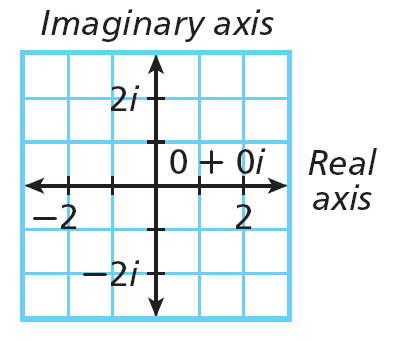 Imaginary axis
2i
0 + 0i
Real
axis
−2
2
−2i